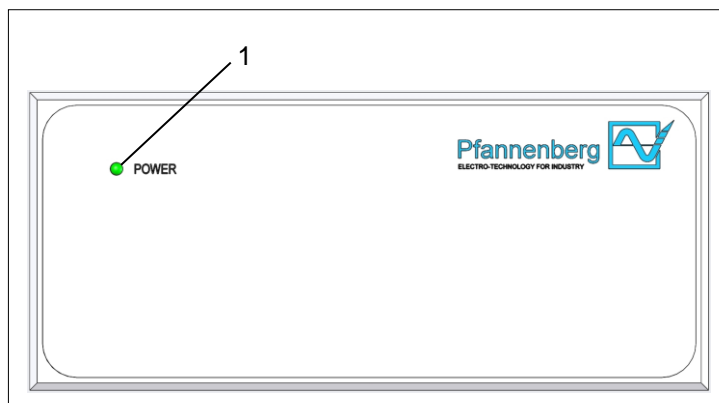 1
POWER
Pfannenberg
ELECTRO-TECHNOLOGY FOR INDUSTRY